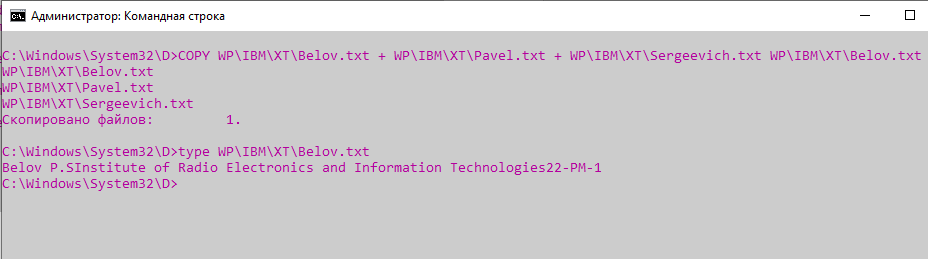 Администратор: Командная строка
C:\Windows\System32\D>COPY WP\IBM\XT\Belov.txt + WP\IBM\XT\Pavel.txt + WP\IBM\XT\Sergeevich.txt WP\IBM\XT\Belov.txt
WP\IBM\XT\Belov.txt
WP\IBM\XT\Pavel.txt
WP\IBM\XT\Sergeevich.txt
Скопировано файлов:         1.
C:\Windows\System32\D>type WP\IBM\XT\Belov.txt
Belov P.SInstitute of Radio Electronics and Information Technologies22-PM-1
C:\Windows\System32\D>